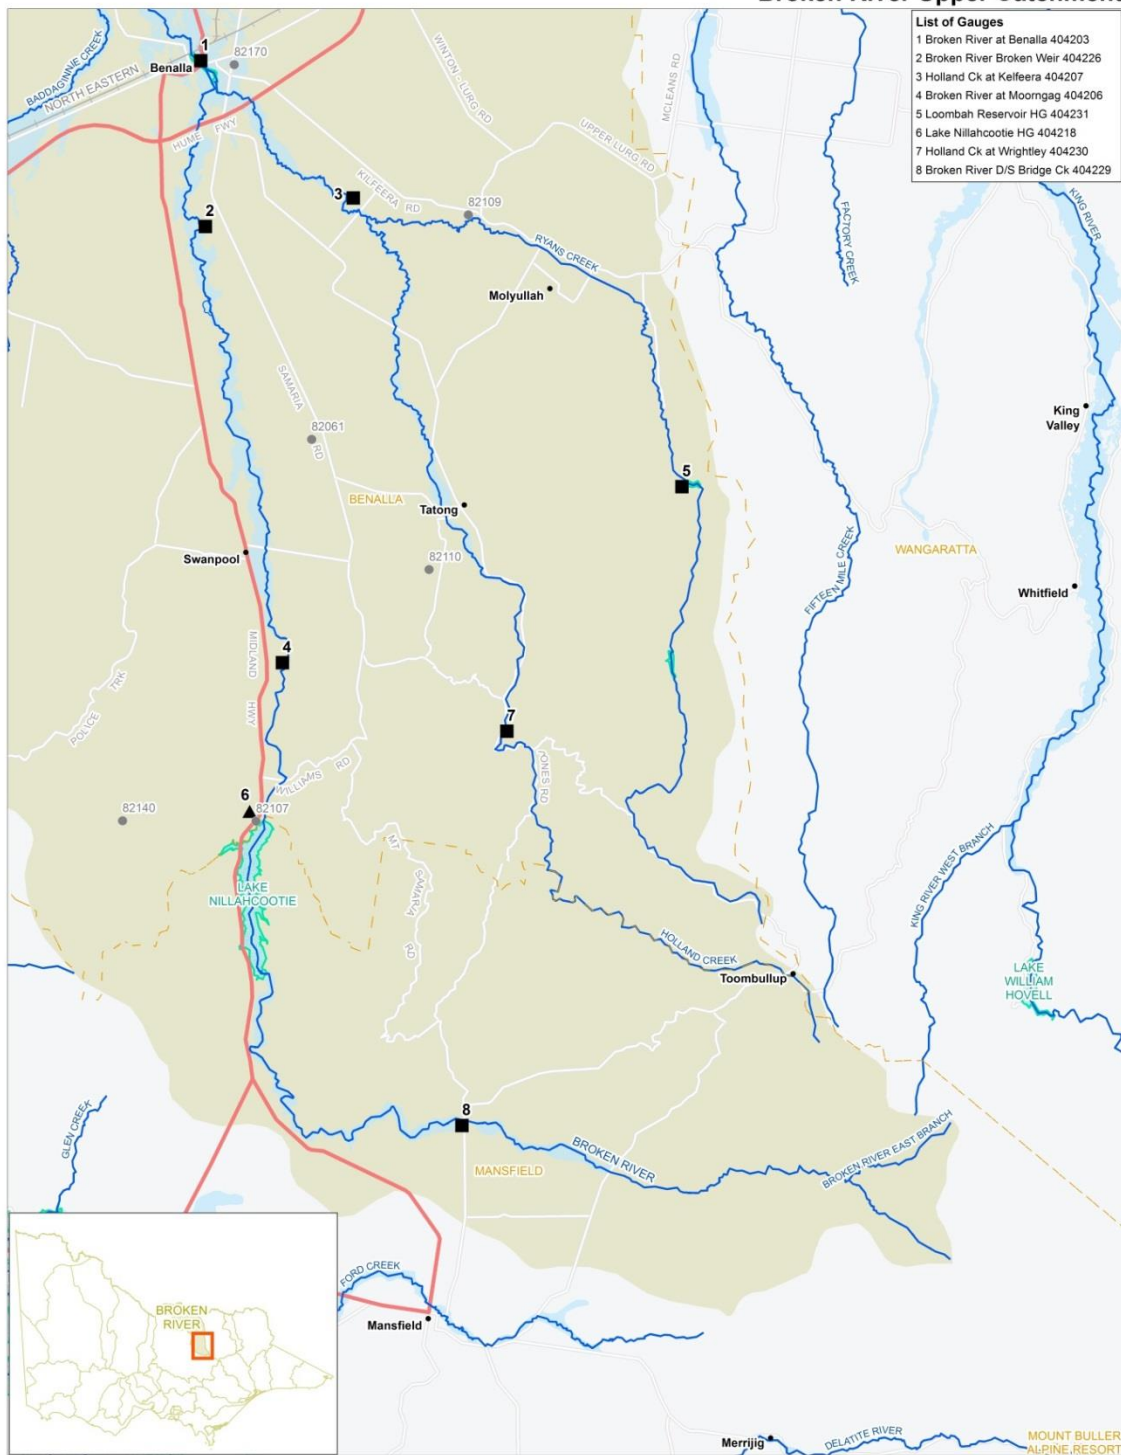 List of Gauges
1 Broken River at Benalla 404203
2 Broken River Broken Weir 404226
3 Holland Ck at Kelfeera 404207
4 Broken River at Moorngag 404206
5 Loombah Reservoir HG 404231
6 Lake Nillahcootie HG 404218
7 Holland Ck at Wrightley 404230
8 Broken River D/S Bridge Ck 404229
BADDAGINNIE CREEK
1
82170
Benalla
NORTH EASTERN
HUME FWY
WINTON - LURG RD
MCLEANS RD
UPPER LURG RD
KILFEERA RD
3
82109
2
RYANS CREEK
FACTORY CREEK
KING RIVER
Molyullah
SAMARIA RD
82061
King
Valley
BENALLA
5
Tatong
82110
Swanpool
WANGARATTA
FIFTEEN MILE CREEK
Whitfield
MIDLAND HWY
4
POLICE TRK
7
WILLIAMS RD
JONES RD
6
82107
82140
MT SAMARIA RD
LAKE
NILLAHCOOTIE
KING RIVER WEST BRANCH
HOLLAND CREEK
Toombullup
LAKE
WILLIAM
HOVELL
GLEN CREEK
8
BROKEN RIVER
BROKEN RIVER EAST BRANCH
MANSFIELD
FORD CREEK
Mansfield
BROKEN
RIVER
Merrijig
DELATITE RIVER
MOUNT BULLER
ALPINE RESORT